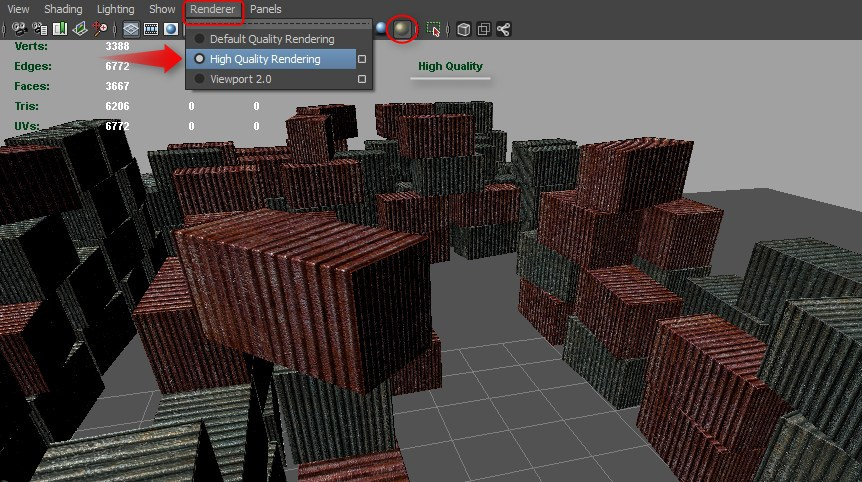 View Shading Lighting Show Renderer Panels
Default Quality Rendering
High Quality Rendering
Viewport 2.0
Verts: 3388
Edges: 6772
Faces: 3667
Tris: 6206 0 0
UVs: 6772 0 0
High Quality